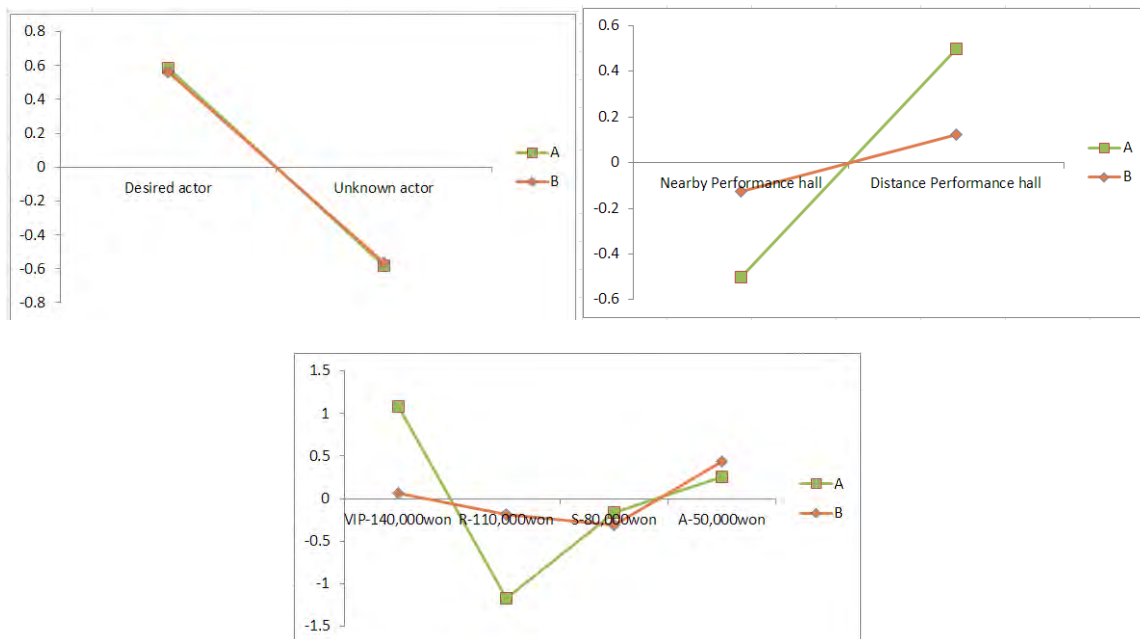 0.8
0.6
0.4
0.2
0
-0.2
-0.4
-0.6
-0.8
Desired actor
Unknown actor
A
B
0.6
0.4
0.2
0
-0.2
-0.4
-0.6
Nearby Performance hall
Distance Performance hall
A
B
1.5
1
0.5
0
-0.5
-1
-1.5
VIP-140,000won
R-110,000won
S-80,000won
A-50,000won
A
B